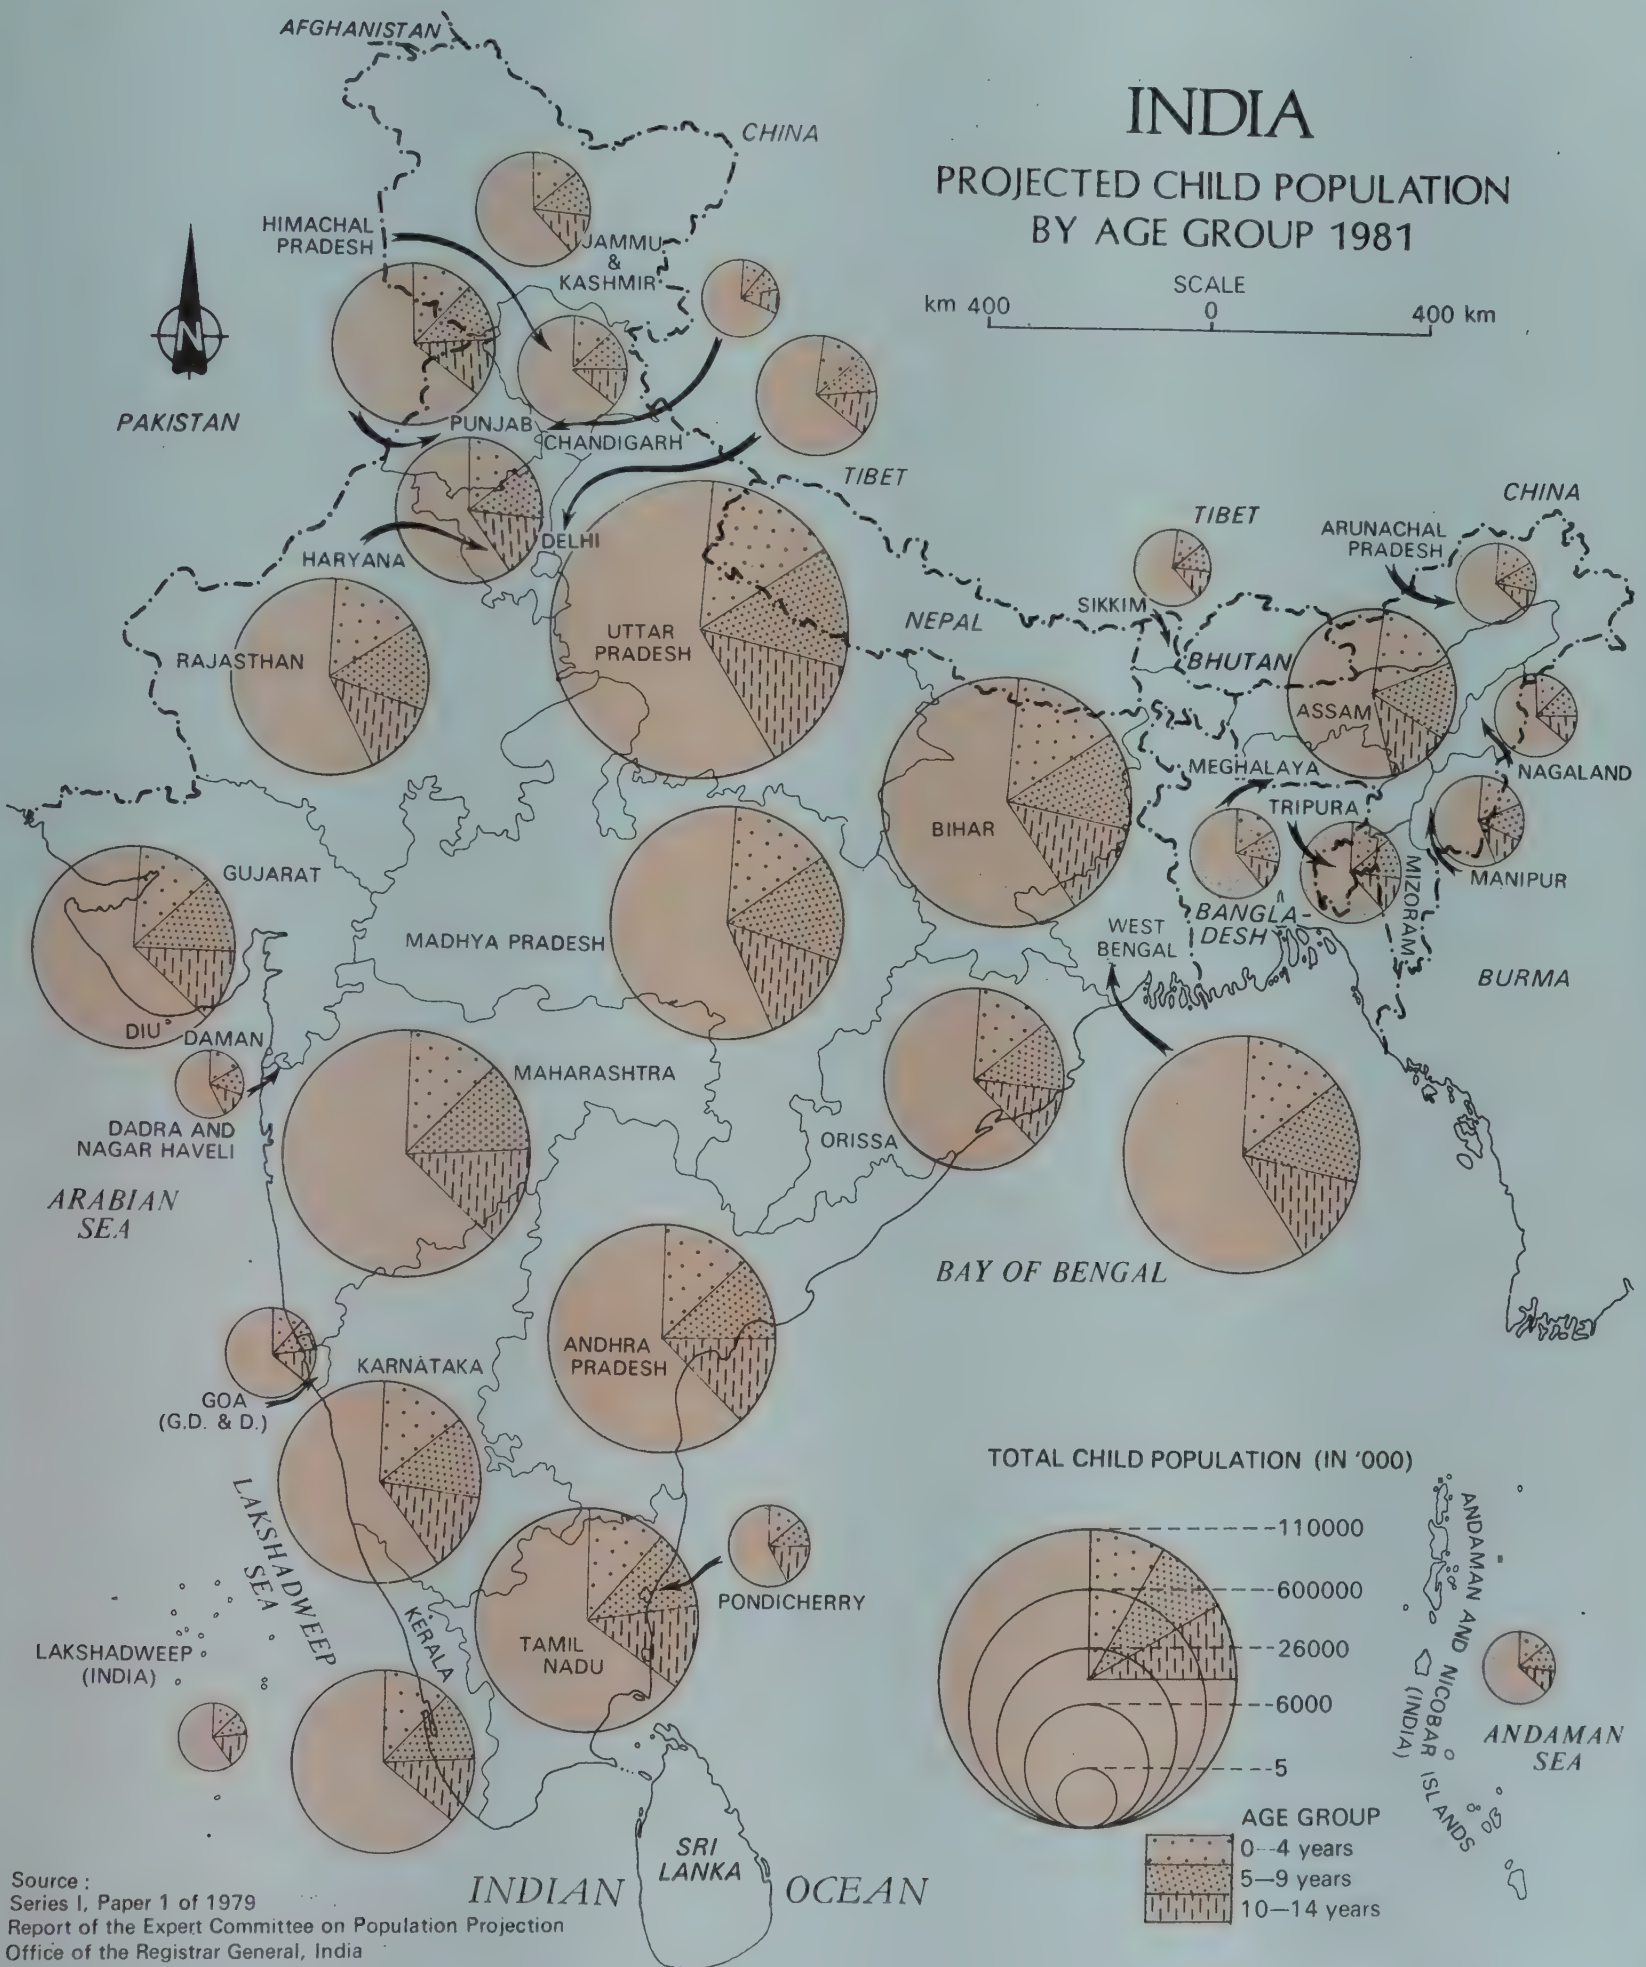 INDIA
PROJECTED CHILD POPULATION
BY AGE GROUP 1981
SCALE
km 400 0 400 km
N
AFGHANISTAN
CHINA
HIMACHAL
PRADESH
JAMMU
&
KASHMIR
PAKISTAN
PUNJAB
CHANDIGARH
TIBET
HARYANA
DELHI
TIBET
CHINA
ARUNACHAL
PRADESH
SIKKIM
NEPAL
BHUTAN
RAJASTHAN
UTTAR
PRADESH
ASSAM
NAGALAND
MEGHALAYA
TRIPURA
MANIPUR
MIZORAM
BIHAR
GUJARAT
MADHYA PRADESH
WEST
BENGAL
BANGLA-
DESH
BURMA
DIU
DAMAN
DADRA AND
NAGAR HAVELI
MAHARASHTRA
ORISSA
ARABIAN
SEA
BAY OF BENGAL
ANDHRA
PRADESH
GOA
(G.D. & D.)
KARNATAKA
LAKSHADWEEP
SEA
KERALA
TAMIL
NADU
PONDICHERRY
LAKSHADWEEP
(INDIA)
TOTAL CHILD POPULATION (IN '000)
110000
600000
26000
6000
5
AGE GROUP
0--4 years
5-9 years
10-14 years
ANDAMAN AND NICOBAR ISLANDS
(INDIA)
ANDAMAN
SEA
SRI
LANKA
INDIAN OCEAN
Source :
Series I, Paper 1 of 1979
Report of the Expert Committee on Population Projection
Office of the Registrar General, India